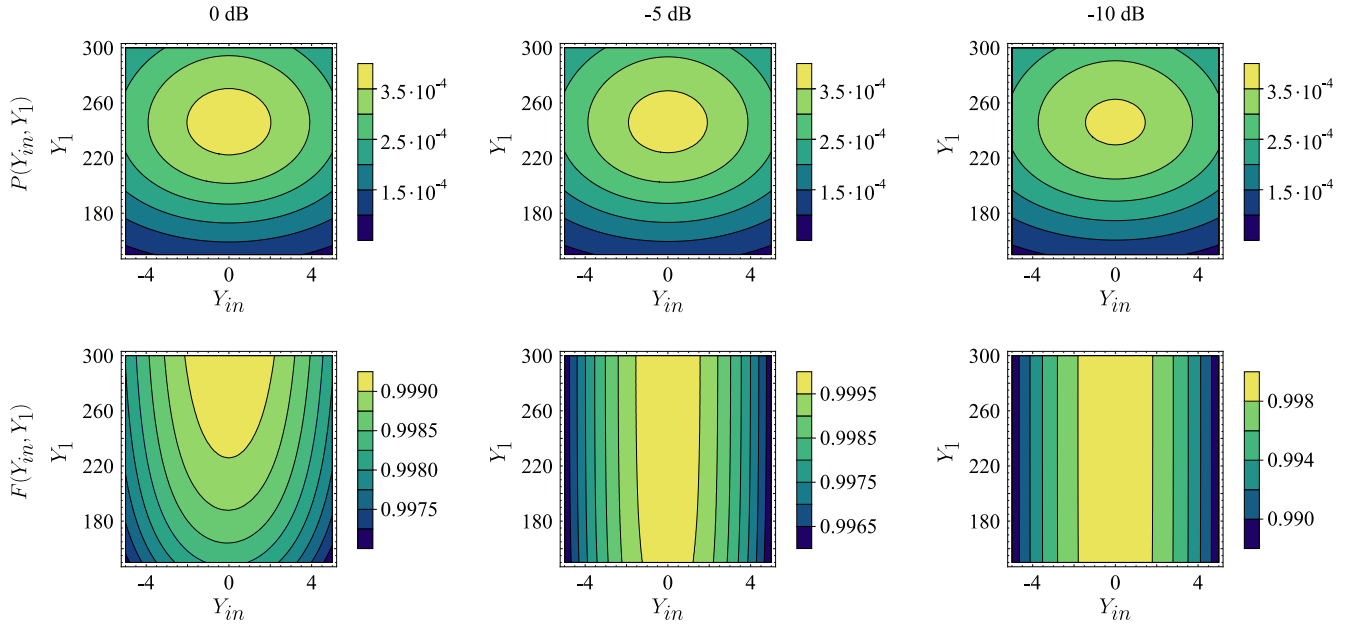 0 dB
-5 dB
-10 dB
P(Y_in, Y_1)
300
260
220
180
Y_1
-4 0 4
Y_in
3.5·10^-4
2.5·10^-4
1.5·10^-4
300
260
220
180
Y_1
-4 0 4
Y_in
3.5·10^-4
2.5·10^-4
1.5·10^-4
300
260
220
180
Y_1
-4 0 4
Y_in
3.5·10^-4
2.5·10^-4
1.5·10^-4
F(Y_in, Y_1)
300
260
220
180
Y_1
-4 0 4
Y_in
0.9990
0.9985
0.9980
0.9975
300
260
220
180
Y_1
-4 0 4
Y_in
0.9995
0.9985
0.9975
0.9965
300
260
220
180
Y_1
-4 0 4
Y_in
0.998
0.994
0.990